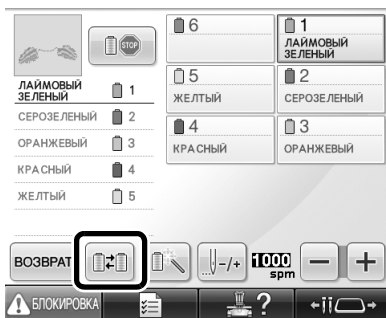 STOP
6
1
ЛАЙМОВЫЙ
ЗЕЛЕНЫЙ
5
ЖЕЛТЫЙ
2
СЕРОЗЕЛЕНЫЙ
4
КРАСНЫЙ
3
ОРАНЖЕВЫЙ
ЛАЙМОВЫЙ
ЗЕЛЕНЫЙ 1
СЕРОЗЕЛЕНЫЙ 2
ОРАНЖЕВЫЙ 3
КРАСНЫЙ 4
ЖЕЛТЫЙ 5
ВОЗВРАТ
-/+
1000
spm
− +
БЛОКИРОВКА
?